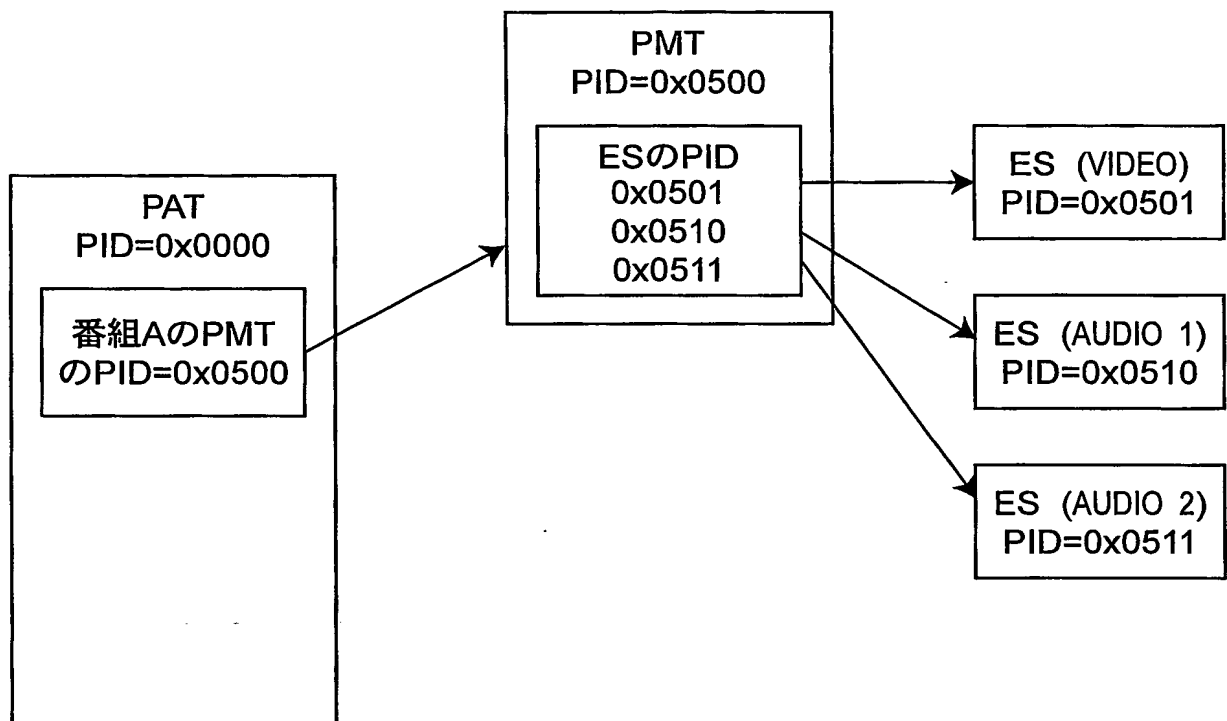 PAT
PID=0x0000
番組AのPMT
のPID=0x0500
PMT
PID=0x0500
ESのPID
0x0501
0x0510
0x0511
ES (VIDEO)
PID=0x0501
ES (AUDIO 1)
PID=0x0510
ES (AUDIO 2)
PID=0x0511